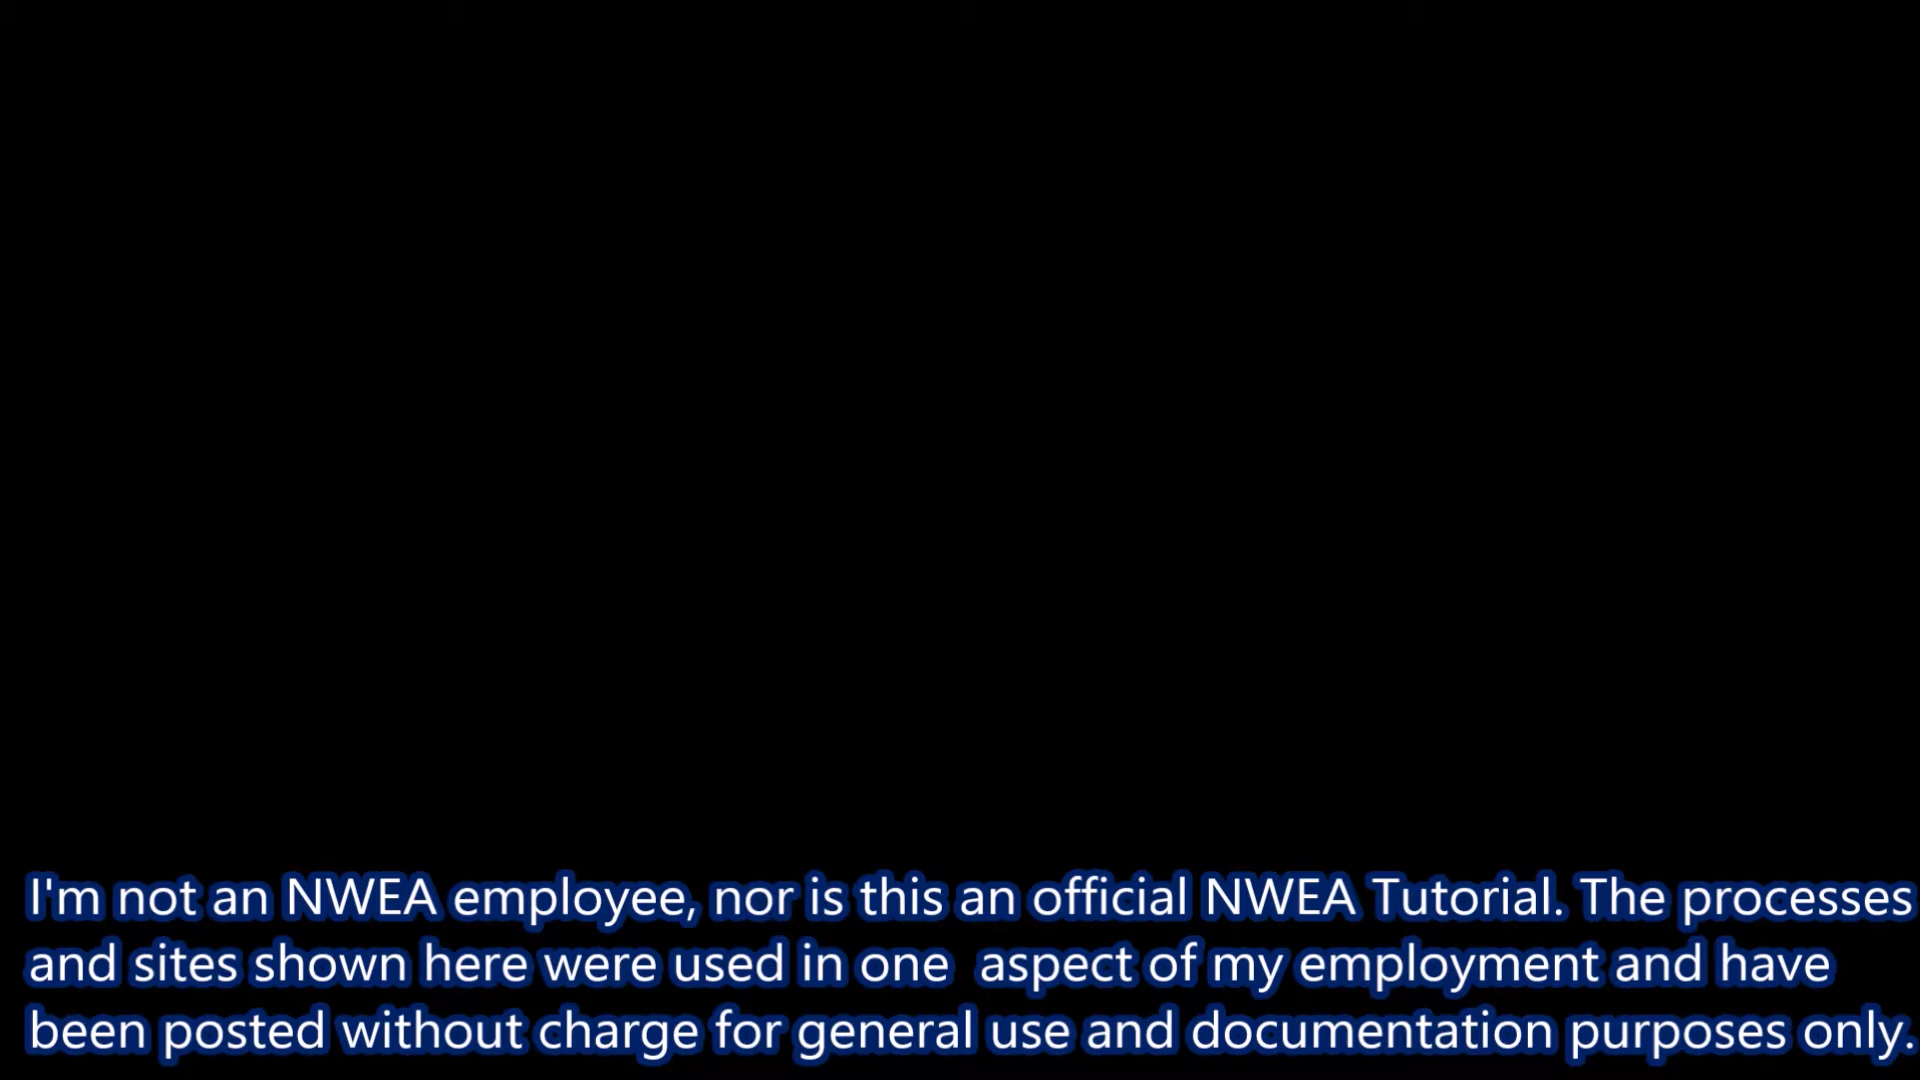 I'm not an NWEA employee, nor is this an official NWEA Tutorial. The processes
and sites shown here were used in one  aspect of my employment and have
been posted without charge for general use and documentation purposes only.